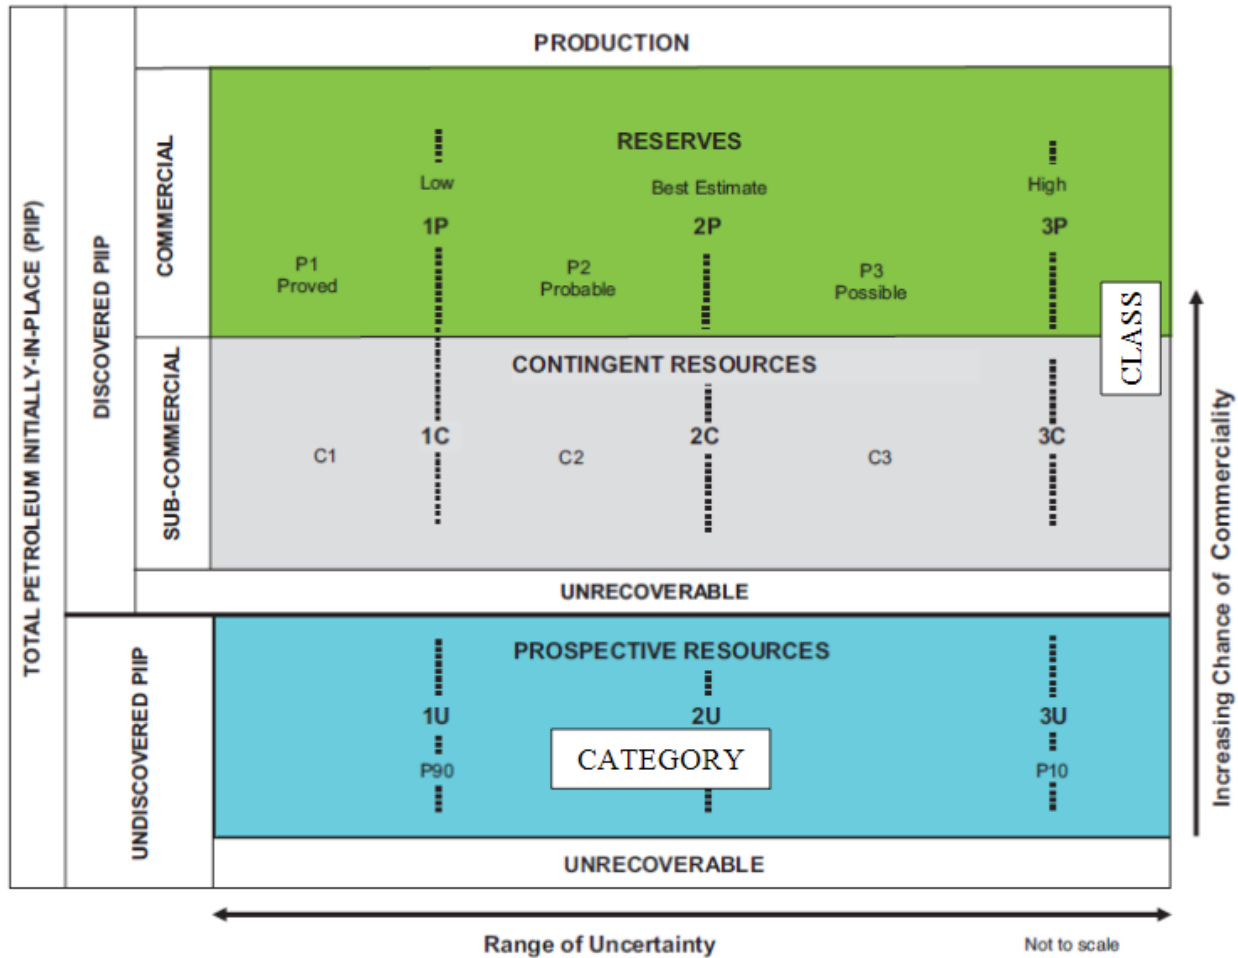 PRODUCTION
TOTAL PETROLEUM INITIALLY-IN-PLACE (PIIP)
DISCOVERED PIIP
COMMERCIAL
RESERVES
Low
Best Estimate
High
1P
2P
3P
P1
Proved
P2
Probable
P3
Possible
CLASS
SUB-COMMERCIAL
CONTINGENT RESOURCES
1C
2C
3C
C1
C2
C3
UNRECOVERABLE
UNDISCOVERED PIIP
PROSPECTIVE RESOURCES
1U
2U
3U
CATEGORY
P90
P10
UNRECOVERABLE
Increasing Chance of Commerciality
Range of Uncertainty
Not to scale